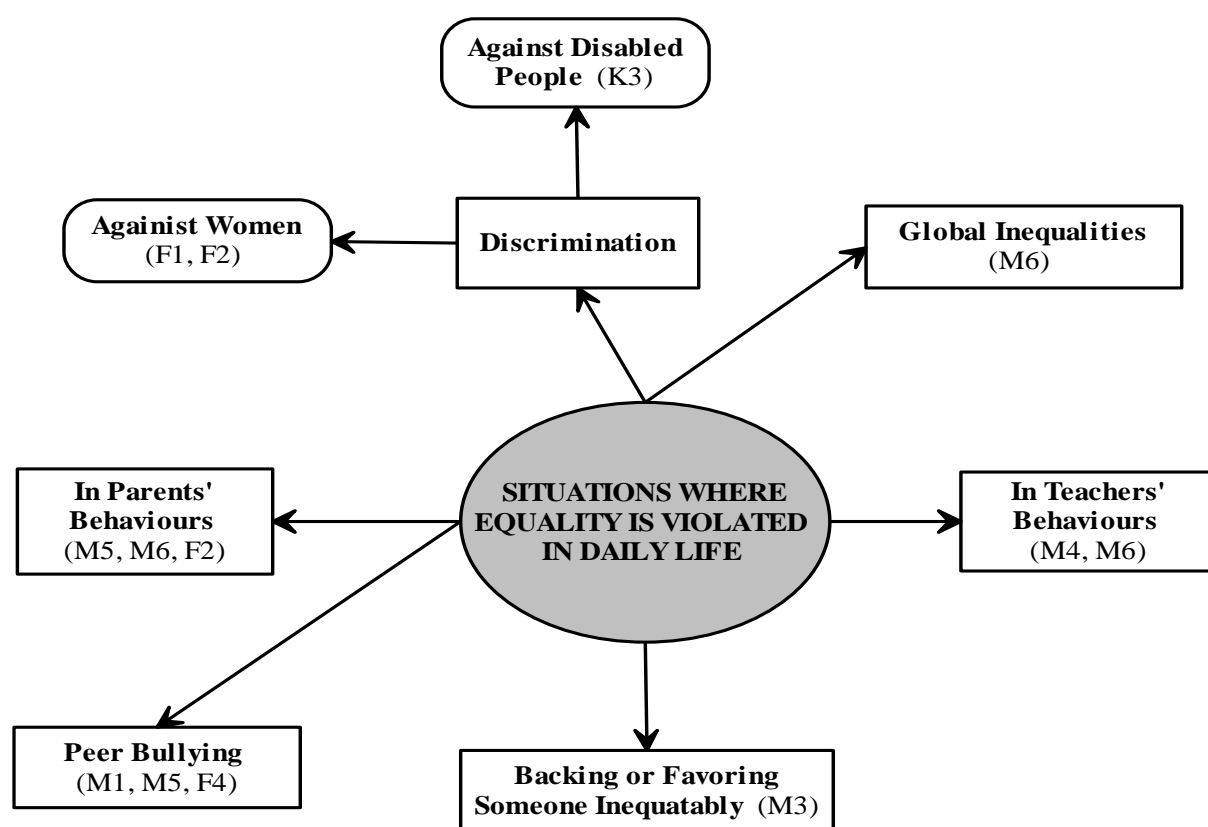 Against Disabled
People (K3)
Againist Women
(F1, F2)
Discrimination
Global Inequalities
(M6)
In Parents'
Behaviours
(M5, M6, F2)
SITUATIONS WHERE
EQUALITY IS VIOLATED
IN DAILY LIFE
In Teachers'
Behaviours
(M4, M6)
Peer Bullying
(M1, M5, F4)
Backing or Favoring
Someone Inequatably (M3)